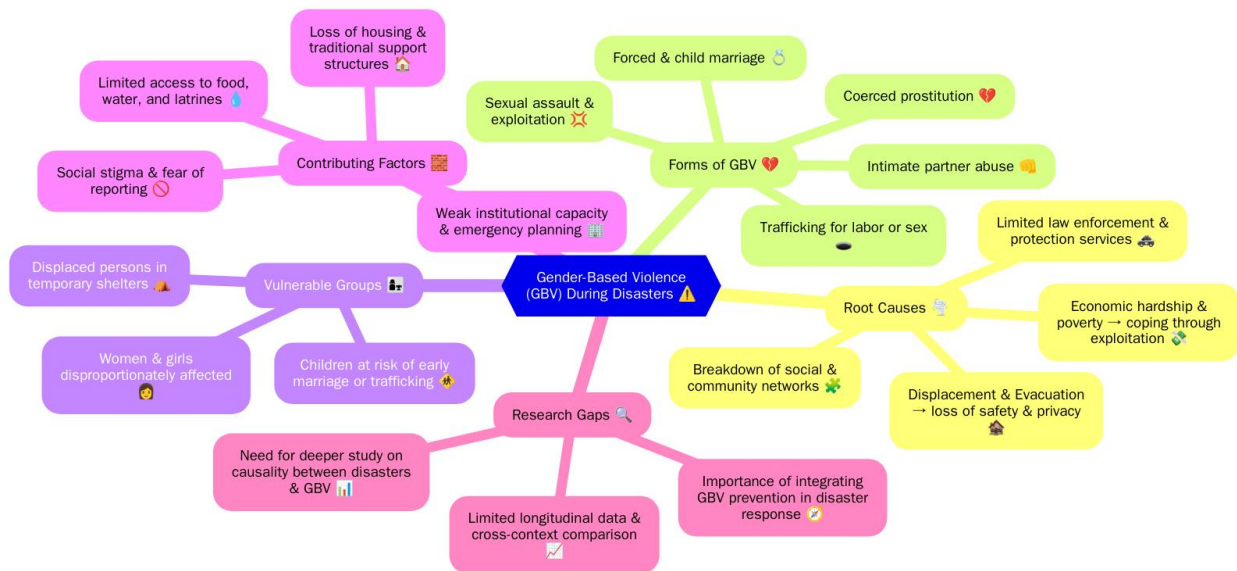 Gender-Based Violence
(GBV) During Disasters ⚠️
Contributing Factors 🧱
Loss of housing &
traditional support
structures 🏠
Limited access to food,
water, and latrines 💧
Social stigma & fear of
reporting 🚫
Weak institutional capacity
& emergency planning 🏢
Forms of GBV 💔
Sexual assault &
exploitation 💢
Forced & child marriage 💍
Coerced prostitution 💔
Intimate partner abuse 👊
Trafficking for labor or sex
🕳️
Root Causes 🌪️
Limited law enforcement &
protection services 🚓
Economic hardship &
poverty → coping through
exploitation 💸
Displacement & Evacuation
→ loss of safety & privacy
🏚️
Breakdown of social &
community networks 🧩
Research Gaps 🔍
Need for deeper study on
causality between disasters
& GBV 📊
Limited longitudinal data &
cross-context comparison
📈
Importance of integrating
GBV prevention in disaster
response 🧭
Vulnerable Groups 👩‍👧
Displaced persons in
temporary shelters ⛺
Women & girls
disproportionately affected
👩
Children at risk of early
marriage or trafficking 🚸